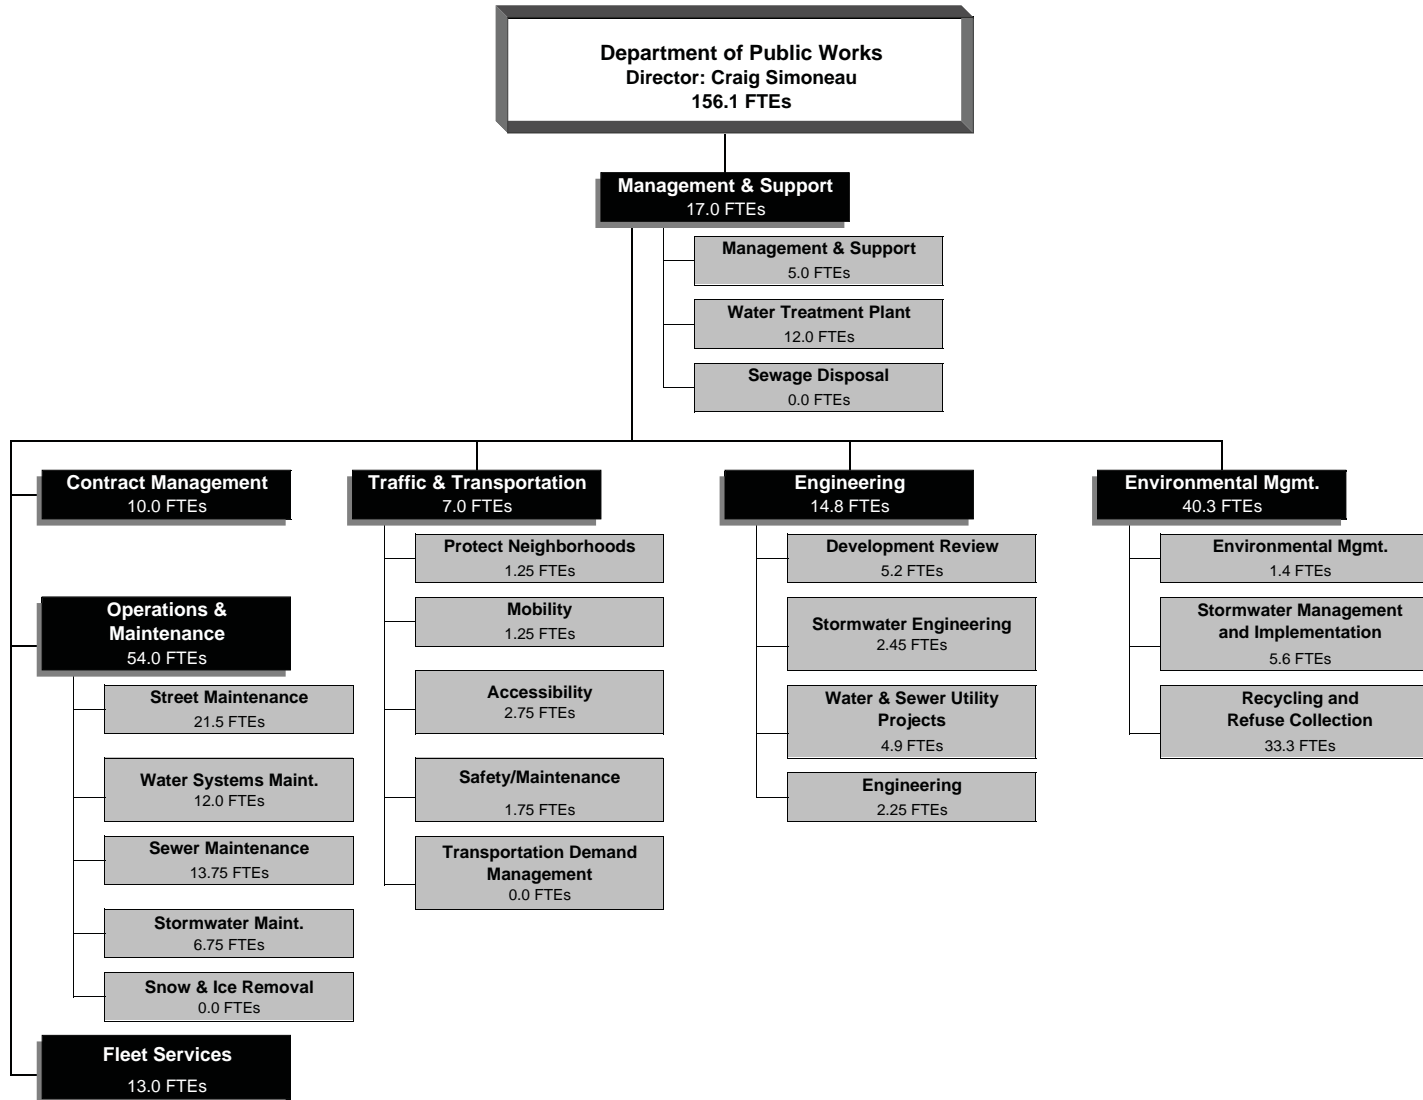 Department of Public Works
Director: Craig Simoneau
156.1 FTEs
Management & Support
17.0 FTEs
Management & Support
5.0 FTEs
Water Treatment Plant
12.0 FTEs
Sewage Disposal
0.0 FTEs
Contract Management
10.0 FTEs
Operations &
Maintenance
54.0 FTEs
Street Maintenance
21.5 FTEs
Water Systems Maint.
12.0 FTEs
Sewer Maintenance
13.75 FTEs
Stormwater Maint.
6.75 FTEs
Snow & Ice Removal
0.0 FTEs
Fleet Services
13.0 FTEs
Traffic & Transportation
7.0 FTEs
Protect Neighborhoods
1.25 FTEs
Mobility
1.25 FTEs
Accessibility
2.75 FTEs
Safety/Maintenance
1.75 FTEs
Transportation Demand
Management
0.0 FTEs
Engineering
14.8 FTEs
Development Review
5.2 FTEs
Stormwater Engineering
2.45 FTEs
Water & Sewer Utility
Projects
4.9 FTEs
Engineering
2.25 FTEs
Environmental Mgmt.
40.3 FTEs
Environmental Mgmt.
1.4 FTEs
Stormwater Management
and Implementation
5.6 FTEs
Recycling and
Refuse Collection
33.3 FTEs